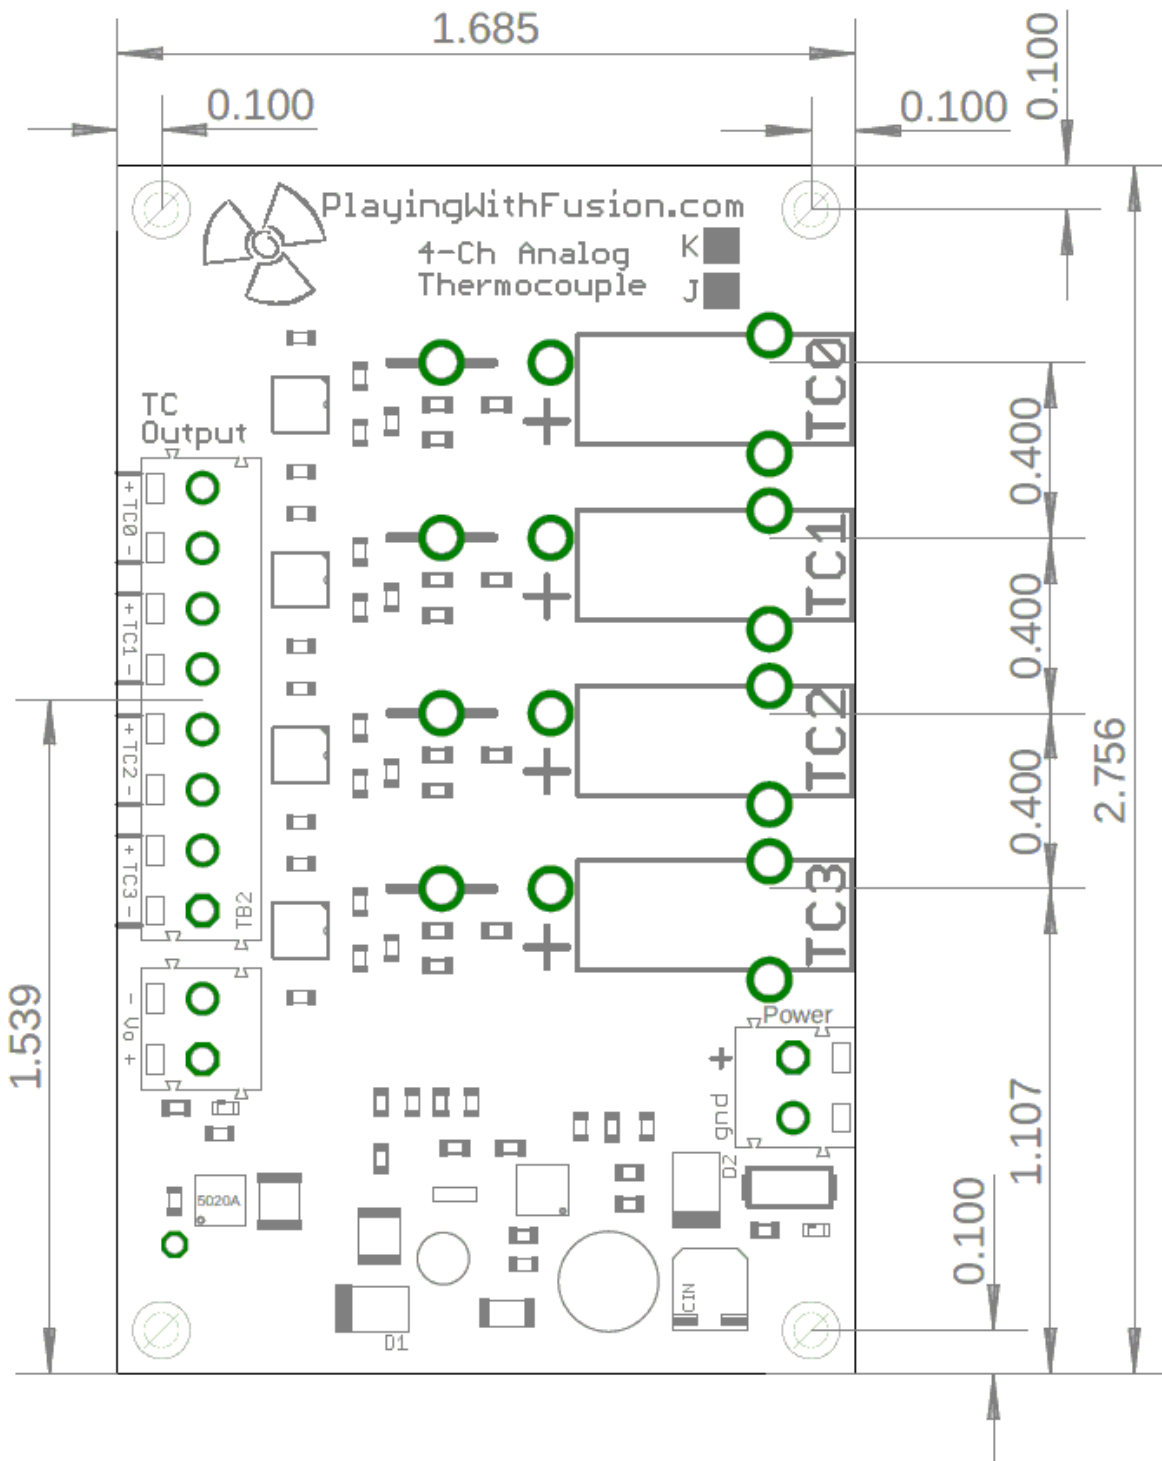 1.685
0.100
0.100
0.100
PlayingWithFusion.com
4-Ch Analog
Thermocouple
K
J
TC0
0.400
TC
Output
+ TC0 -
TC1
0.400
+ TC1 -
TC2
0.400
2.756
+ TC2 -
TC3
+ TC3 -
TB2
1.539
- Vo +
Power
+
gnd
1.107
D2
5020A
0.100
CIN
D1
+
+
+
+